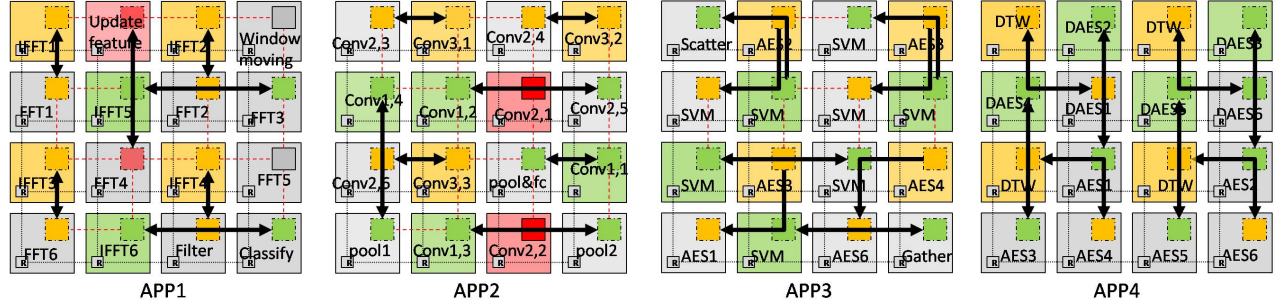 IFFT1 Update feature IFFT2 Window moving
R R R R
FFT1 IFFT5 FFT2 FFT3
R R R R
IFFT3 FFT4 IFFT4 FFT5
R R R R
FFT6 IFFT6 Filter Classify
R R R R
APP1
Conv2,3 Conv3,1 Conv2,4 Conv3,2
R R R R
Conv1,4 Conv1,2 Conv2,1 Conv2,5
R R R R
Conv2,6 Conv3,3 pool&fc Conv1,1
R R R R
pool1 Conv1,3 Conv2,2 pool2
R R R R
APP2
Scatter AES2 SVM
R R R R
SVM SVM SVM SVM
R R R R
SVM AES3 SVM AES4
R R R R
AES1 SVM AES6 Gather
R R R R
APP3
DTW DAES2 DTW DAES3
R R R R
DAES4 DAES1 DAES5 DAES6
R R R R
DTW AES1 DTW AES2
R R R R
AES3 AES4 AES5 AES6
R R R R
APP4